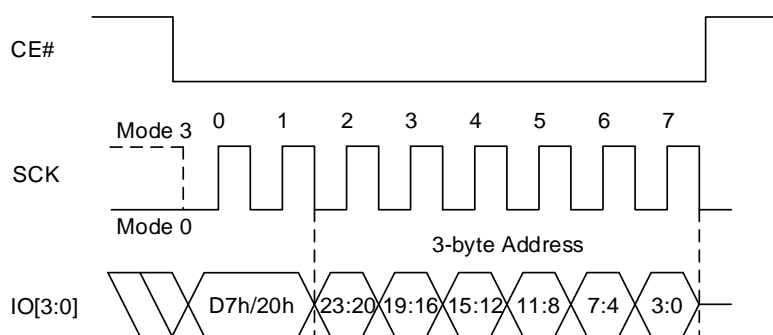 CE#
Mode 3 0 1 2 3 4 5 6 7
SCK
Mode 0
3-byte Address
IO[3:0] D7h/20h 23:20 19:16 15:12 11:8 7:4 3:0